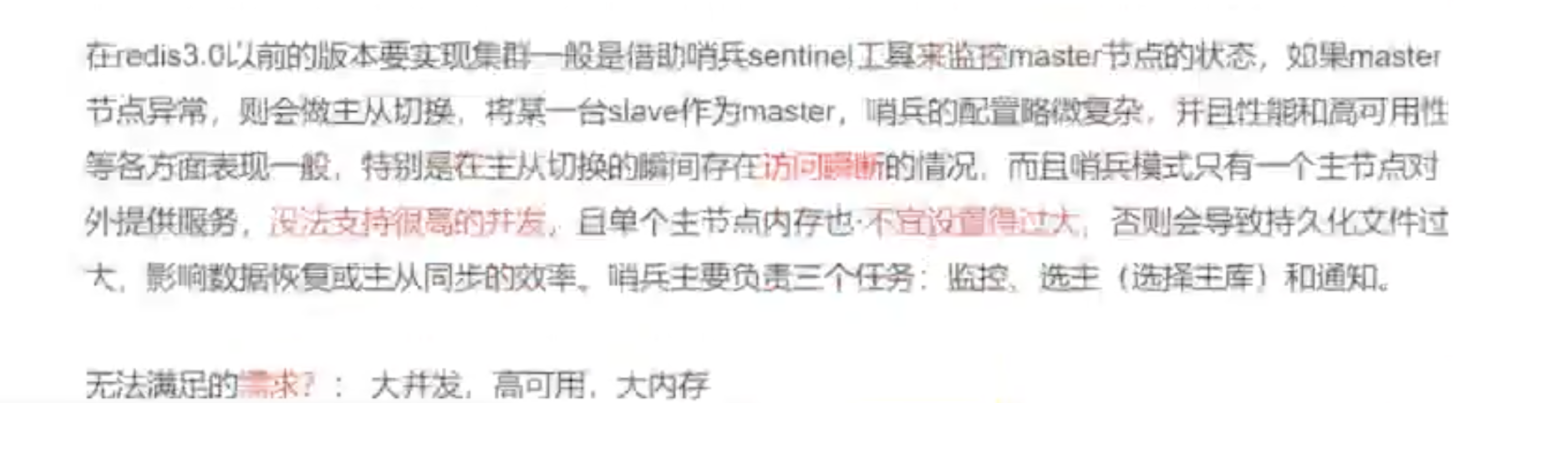 在redis3.0以前的版本要实现集群一般是借助哨兵sentinel工具来监控master节点的状态，如果master
节点异常，则会做主从切换，将某一台slave作为master，哨兵的配置略微复杂，并且性能和高可用性
等各方面表现一般，特别是在主从切换的瞬间存在访问瞬断的情况，而且哨兵模式只有一个主节点对
外提供服务，没法支持很高的并发，且单个主节点内存也不宜设置得过大，否则会导致持久化文件过
大，影响数据恢复或主从同步的效率。哨兵主要负责三个任务：监控、选主（选择主库）和通知。
无法满足的需求？： 大并发，高可用，大内存